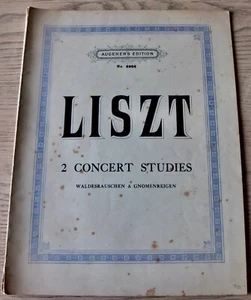 AUGENER'S EDITION
LISZT
2 CONCERT STUDIES
WALDESRAUSCHEN & GNOMENREIGEN